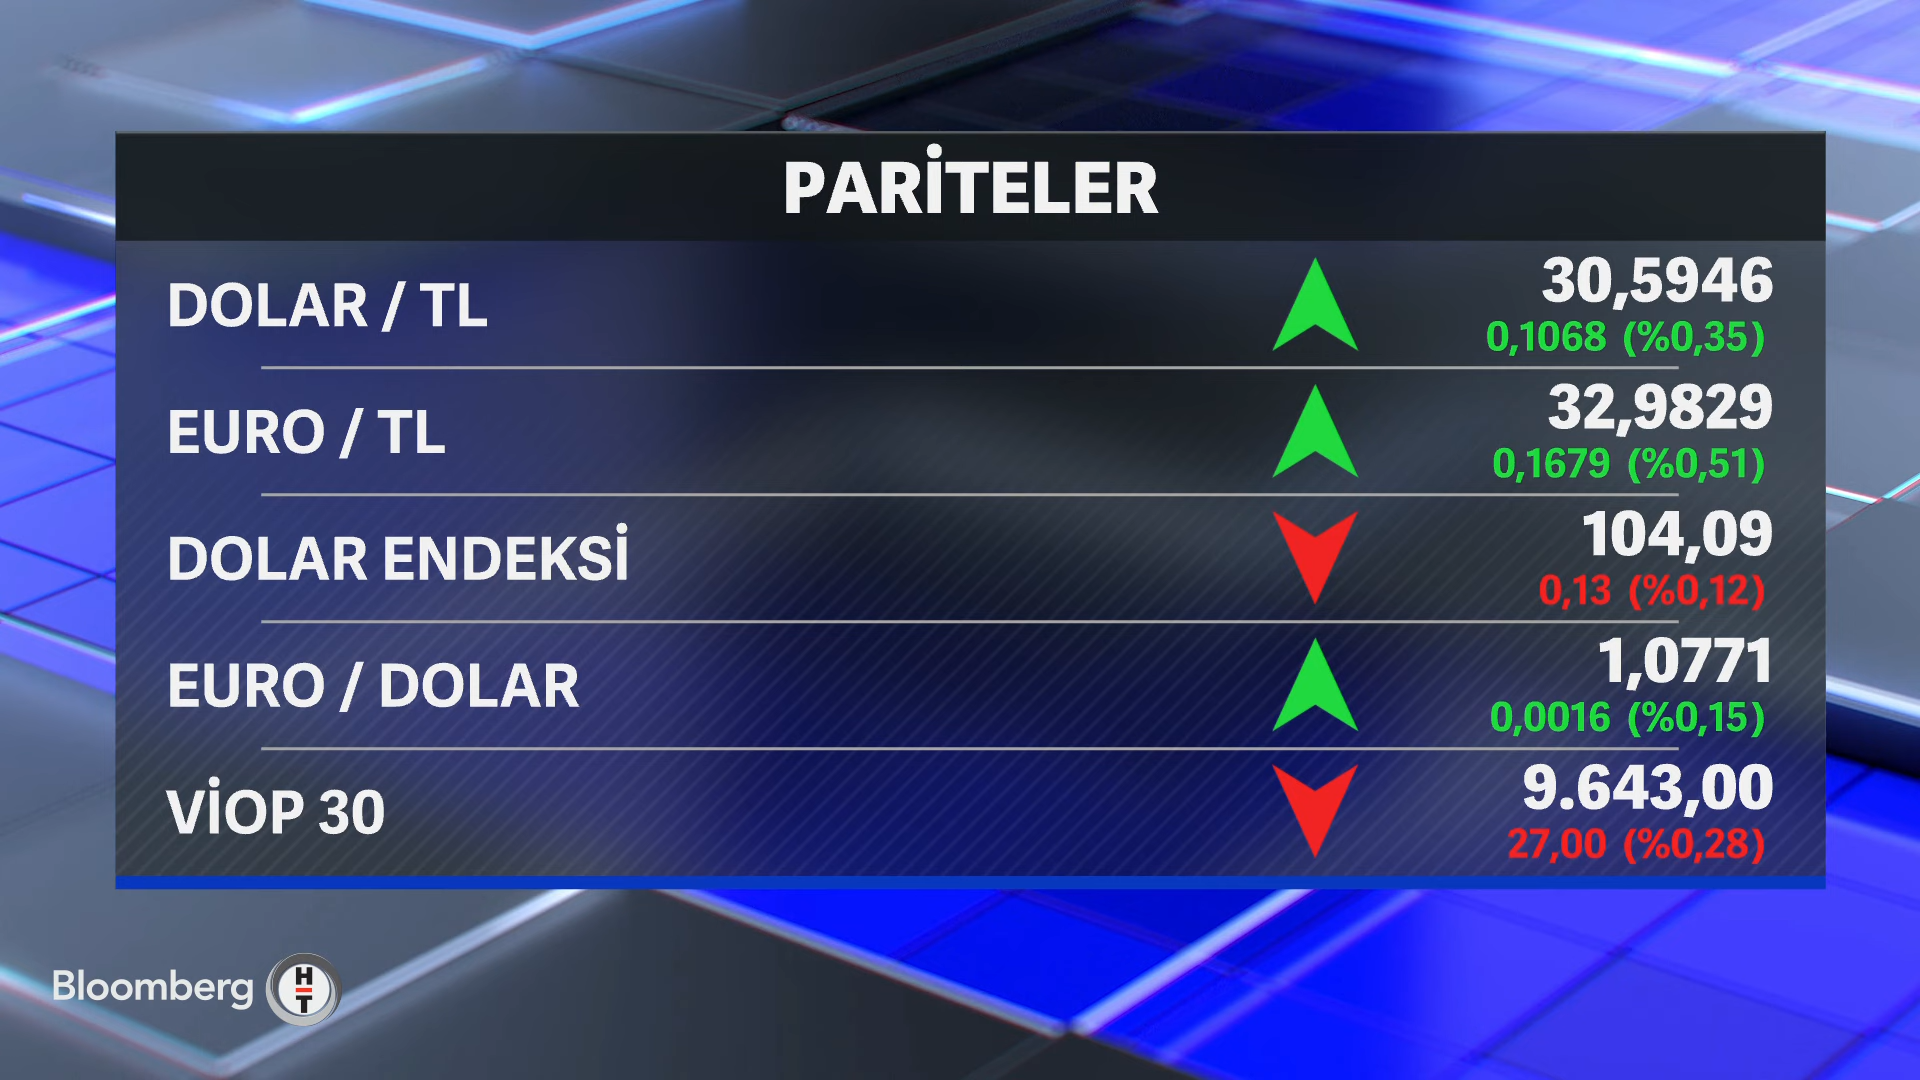 PARİTELER
DOLAR / TL
30,5946
0,1068 (%0,35)
EURO / TL
32,9829
0,1679 (%0,51)
DOLAR ENDEKSİ
104,09
0,13 (%0,12)
EURO / DOLAR
1,0771
0,0016 (%0,15)
VİOP 30
9.643,00
27,00 (%0,28)
Bloomberg HT